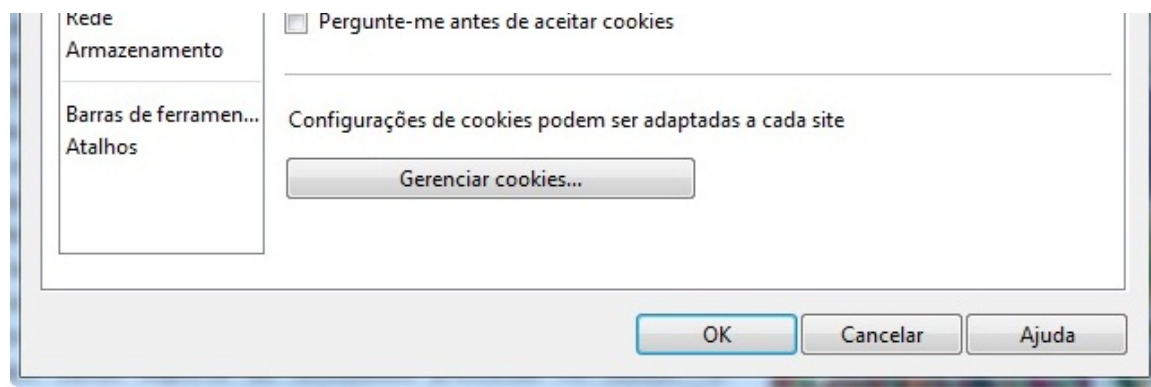 Rede
Pergunte-me antes de aceitar cookies
Armazenamento
Barras de ferramen...
Configurações de cookies podem ser adaptadas a cada site
Atalhos
Gerenciar cookies...
OK
Cancelar
Ajuda